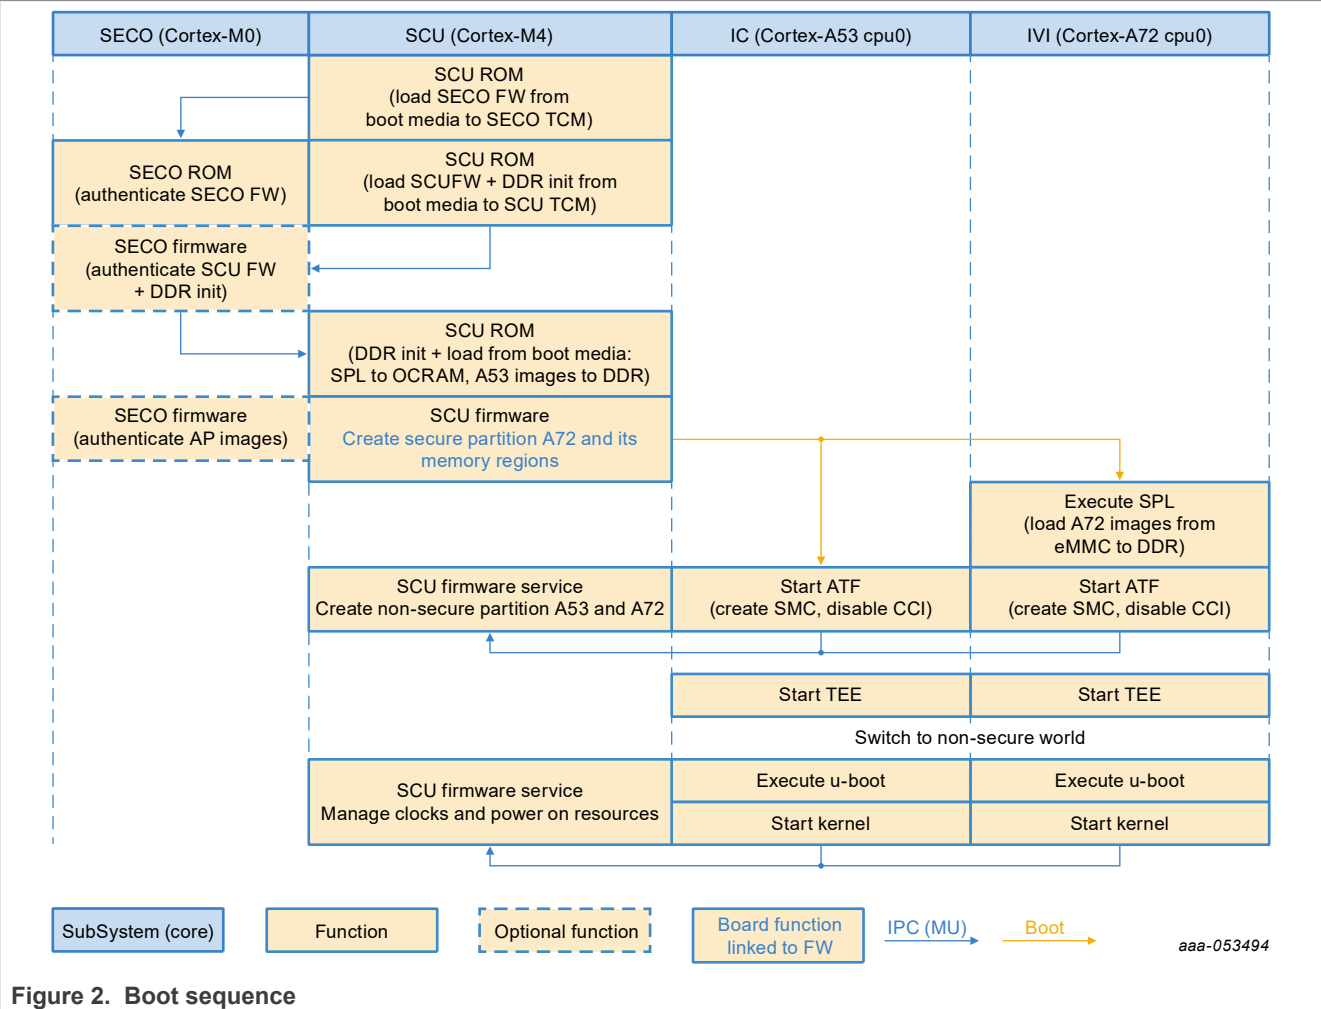 SECO (Cortex-M0)
SCU (Cortex-M4)
IC (Cortex-A53 cpu0)
IVI (Cortex-A72 cpu0)
SCU ROM
(load SECO FW from
boot media to SECO TCM)
SECO ROM
(authenticate SECO FW)
SCU ROM
(load SCUFW + DDR init from
boot media to SCU TCM)
SECO firmware
(authenticate SCU FW
+ DDR init)
SCU ROM
(DDR init + load from boot media:
SPL to OCRAM, A53 images to DDR)
SECO firmware
(authenticate AP images)
SCU firmware
Create secure partition A72 and its
memory regions
Execute SPL
(load A72 images from
eMMC to DDR)
SCU firmware service
Create non-secure partition A53 and A72
Start ATF
(create SMC, disable CCI)
Start ATF
(create SMC, disable CCI)
Start TEE
Start TEE
Switch to non-secure world
SCU firmware service
Manage clocks and power on resources
Execute u-boot
Execute u-boot
Start kernel
Start kernel
SubSystem (core)
Function
Optional function
Board function
linked to FW
IPC (MU)
Boot
aaa-053494
Figure 2. Boot sequence